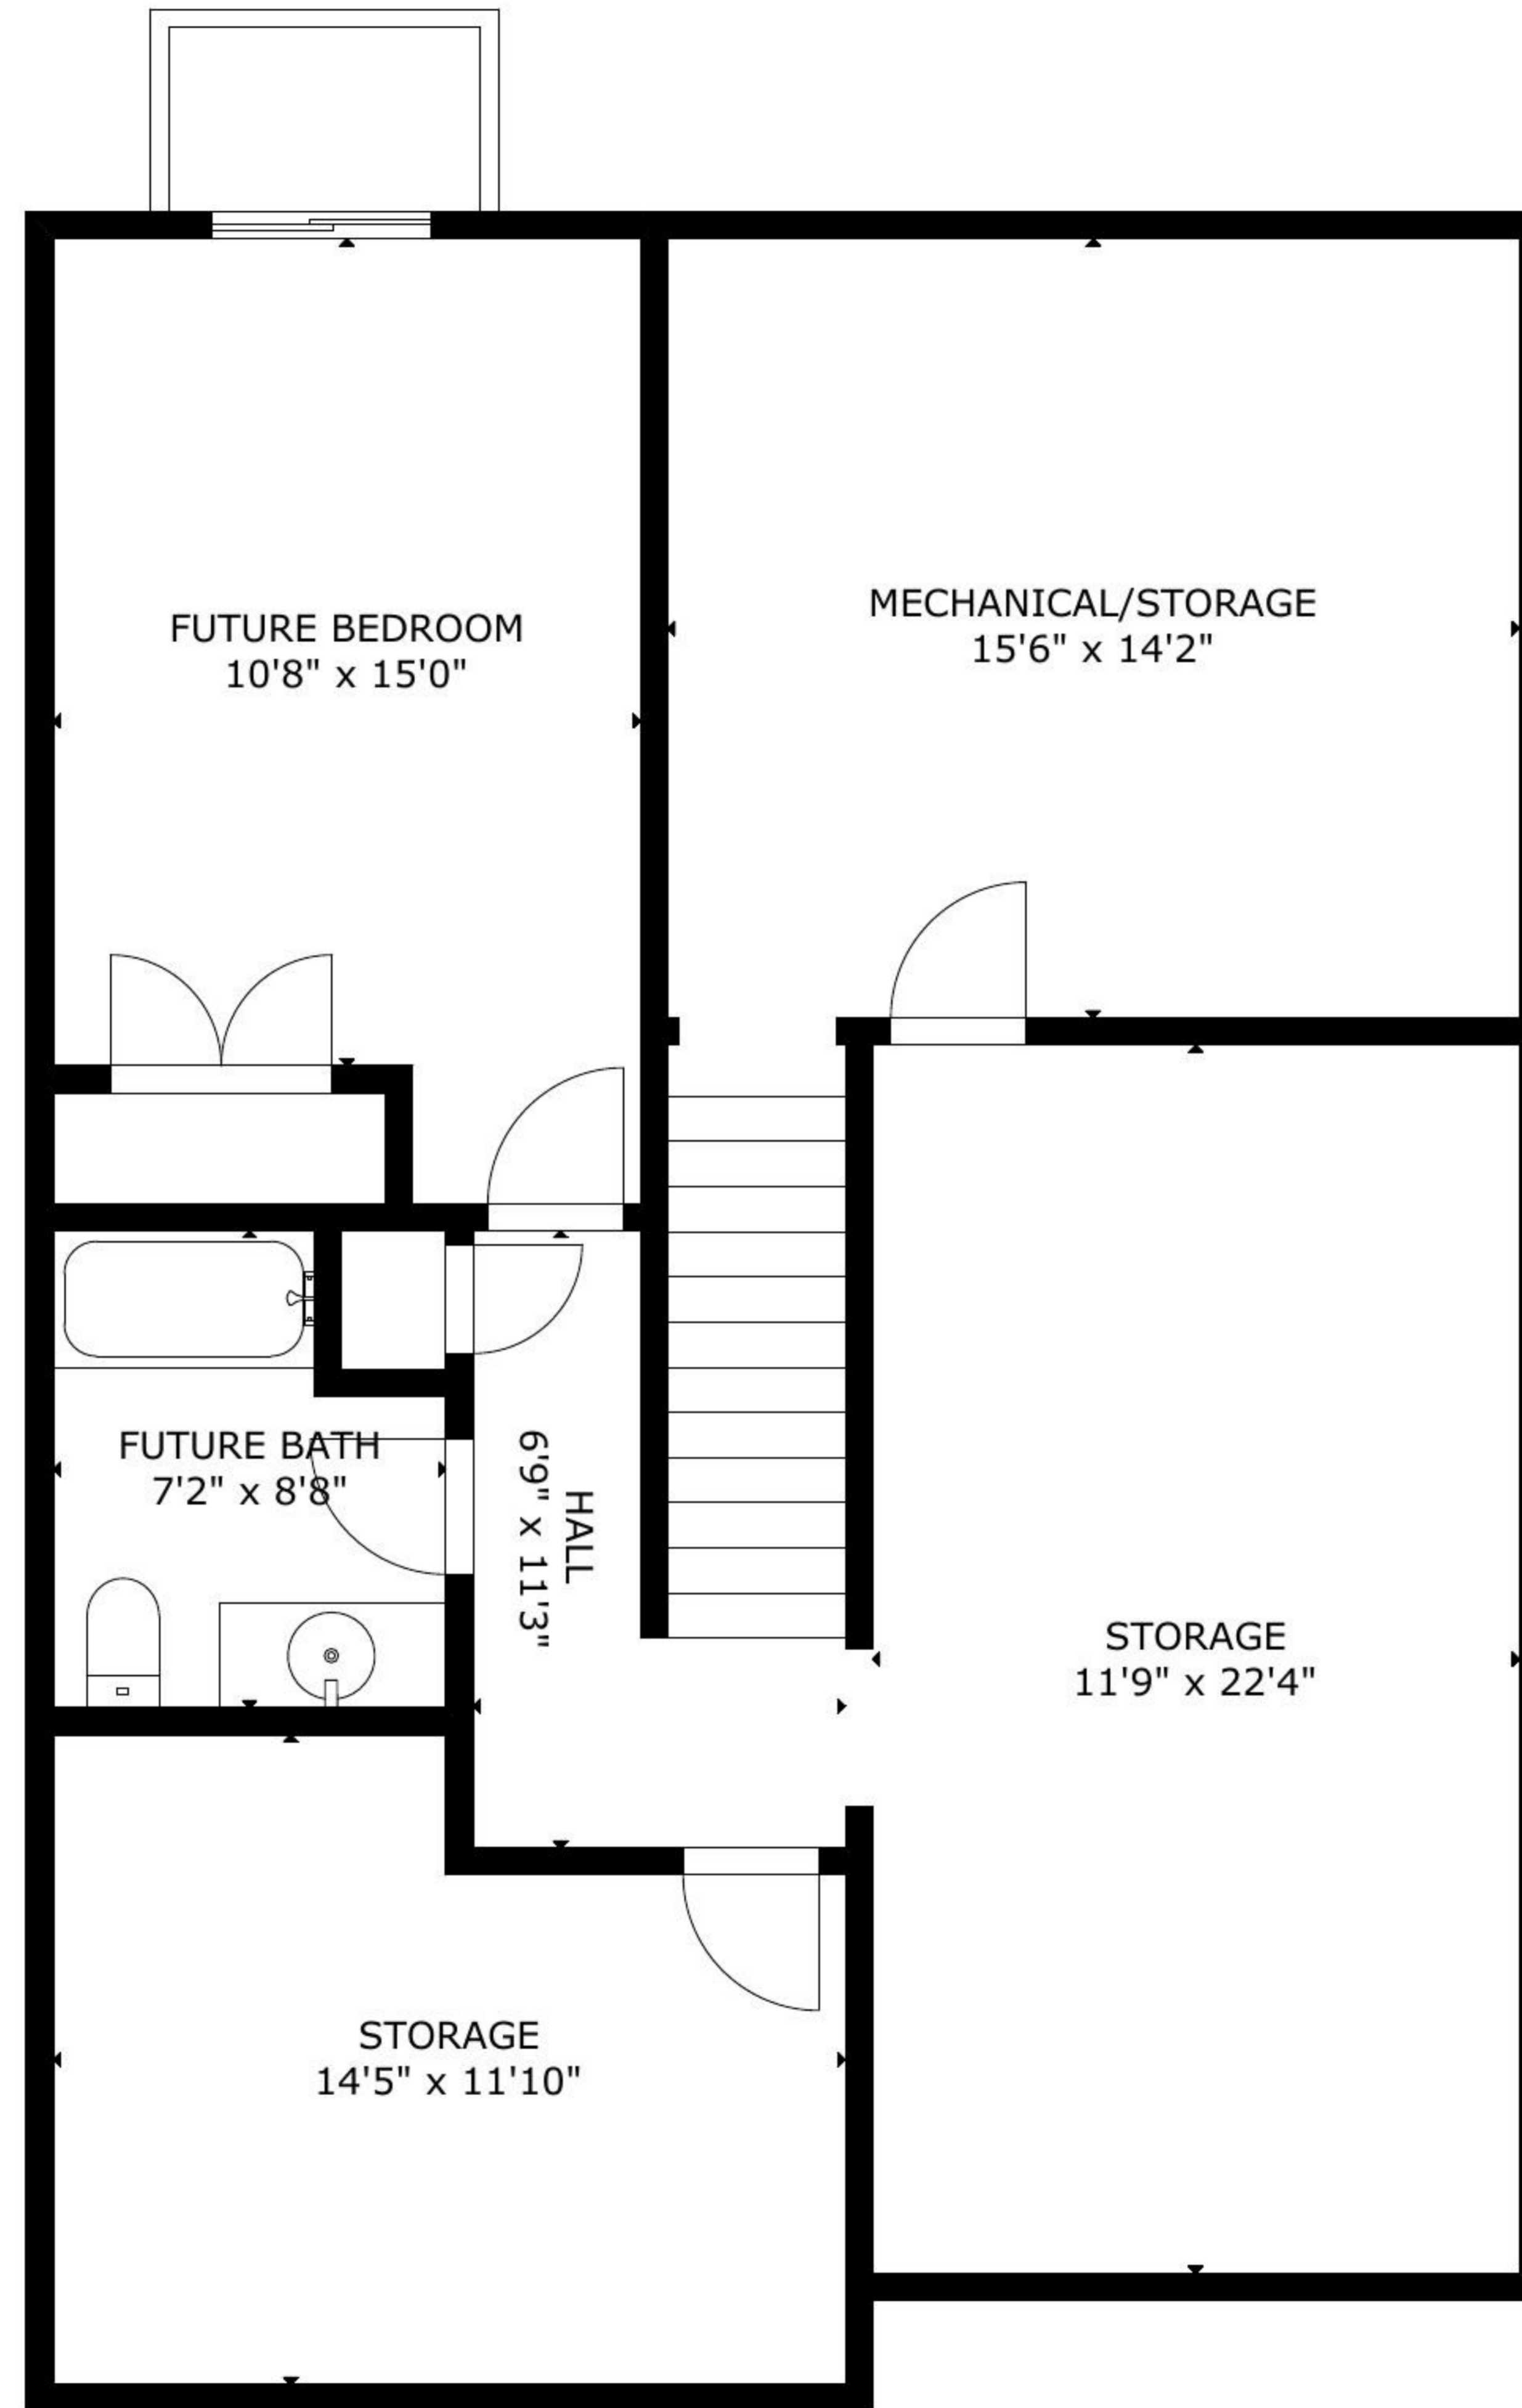 FUTURE BEDROOM
10'8" x 15'0"
MECHANICAL/STORAGE
15'6" x 14'2"
FUTURE BATH
7'2" x 8'8"
HALL
6'9" x 11'3"
STORAGE
11'9" x 22'4"
STORAGE
14'5" x 11'10"